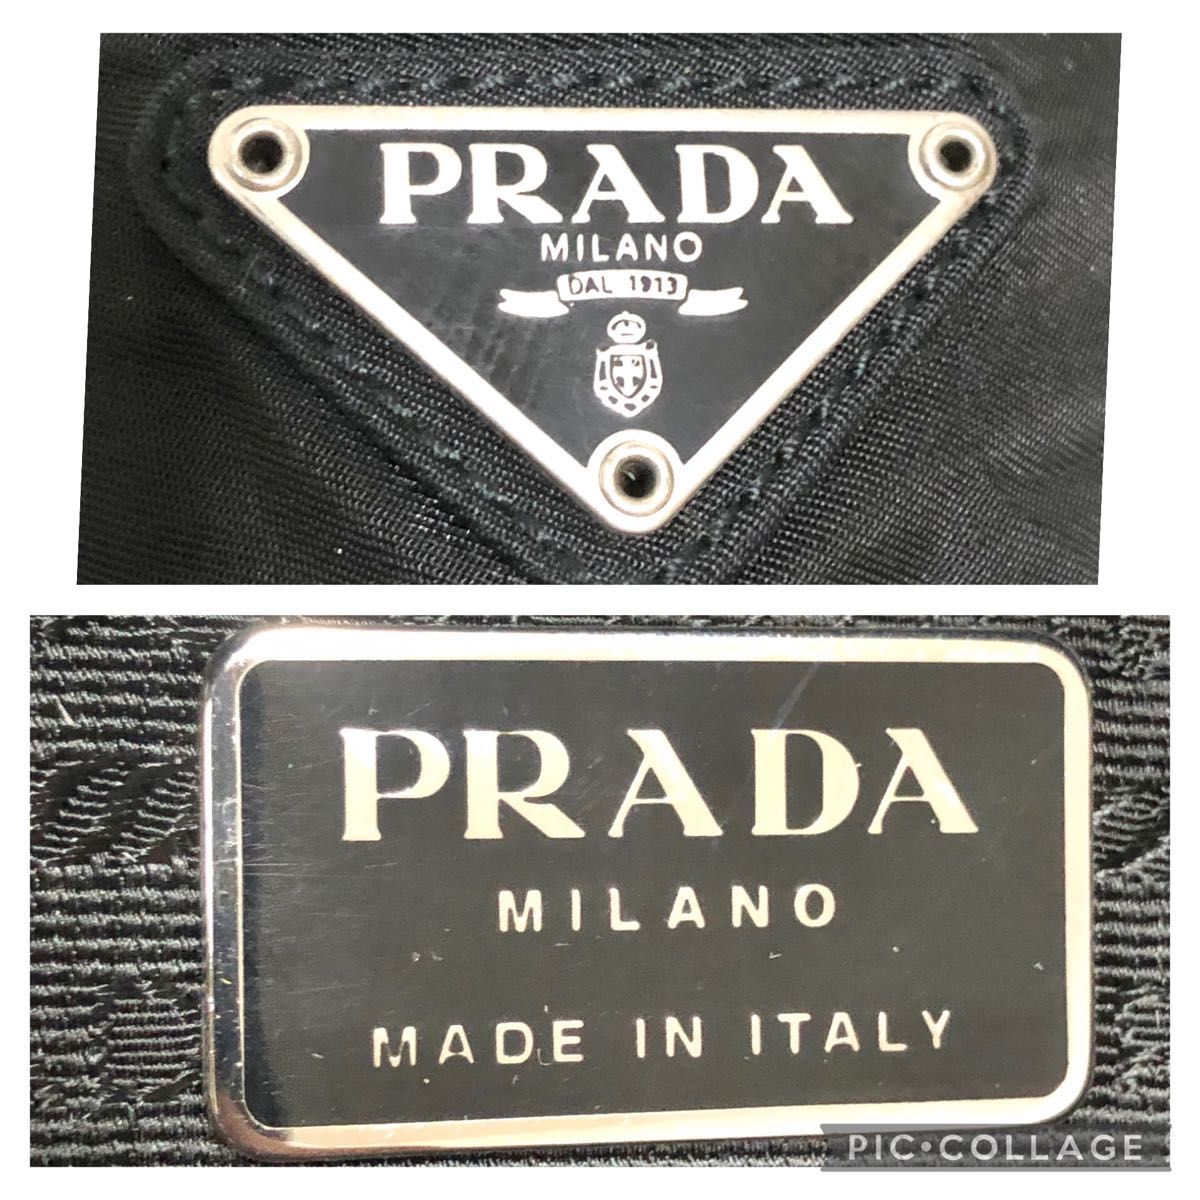 PRADA
MILANO
DAL 1913
PRADA
MILANO
MADE IN ITALY
PIC•COLLAGE